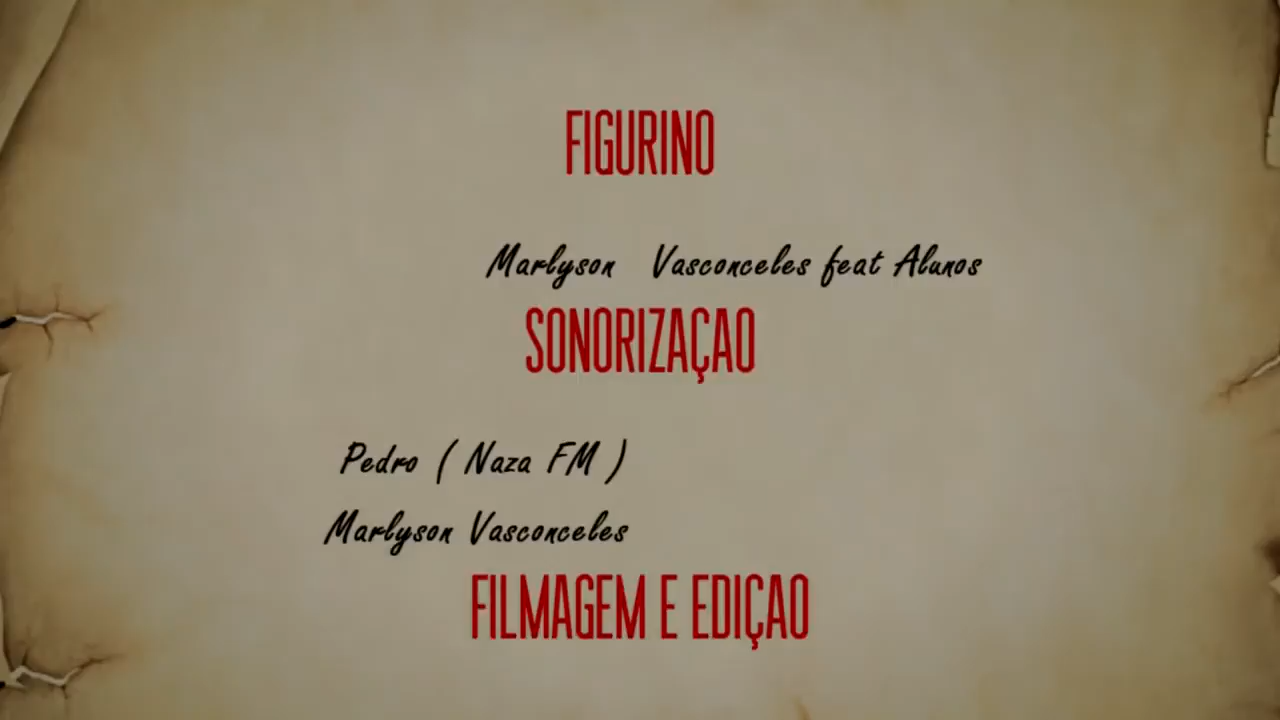 FIGURINO
Marlyson Vasconceles feat Alunos
SONORIZAÇAO
Pedro ( Naza FM )
Marlyson Vasconceles
FILMAGEM E EDIÇAO